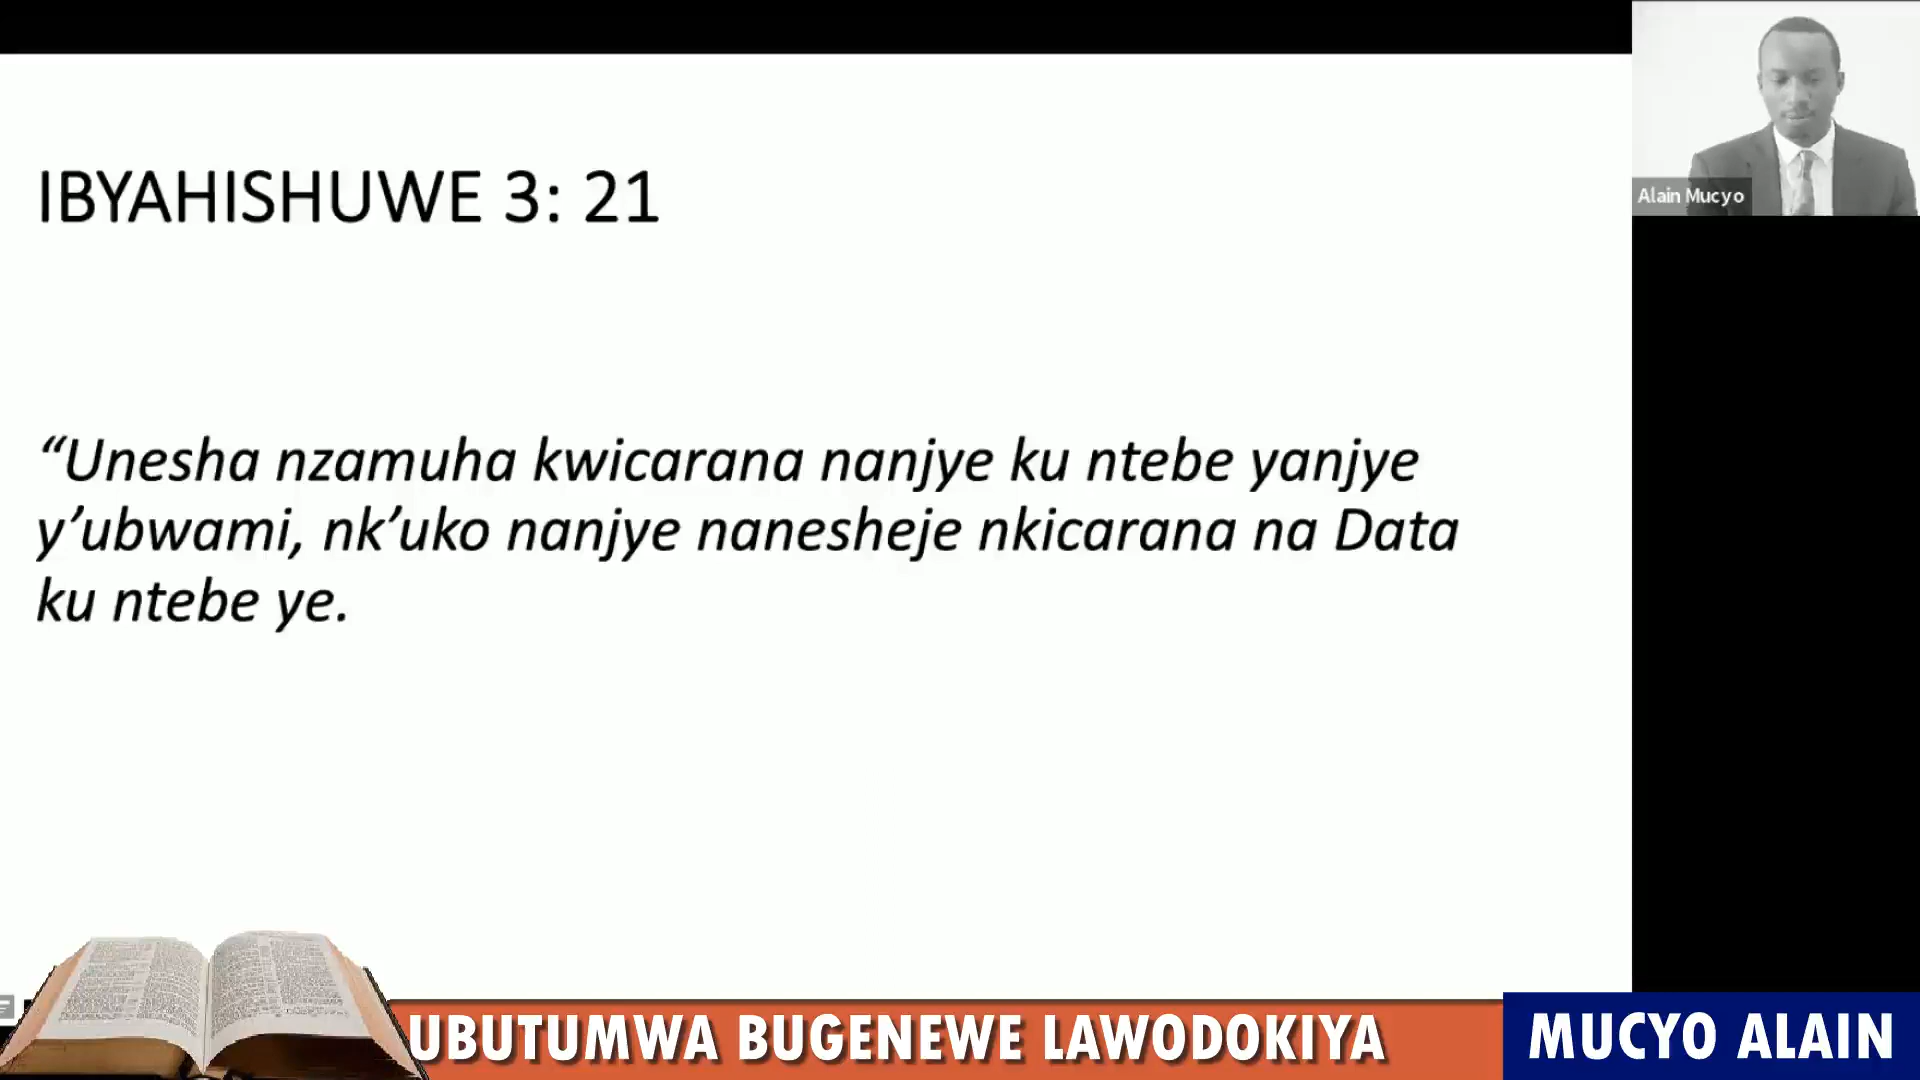 IBYAHISHUWE 3: 21
“Unesha nzamuha kwicarana nanjye ku ntebe yanjye
y’ubwami, nk’uko nanjye nanesheje nkicarana na Data
ku ntebe ye.
Alain Mucyo
UBUTUMWA BUGENEWE LAWODOKIYA
MUCYO ALAIN